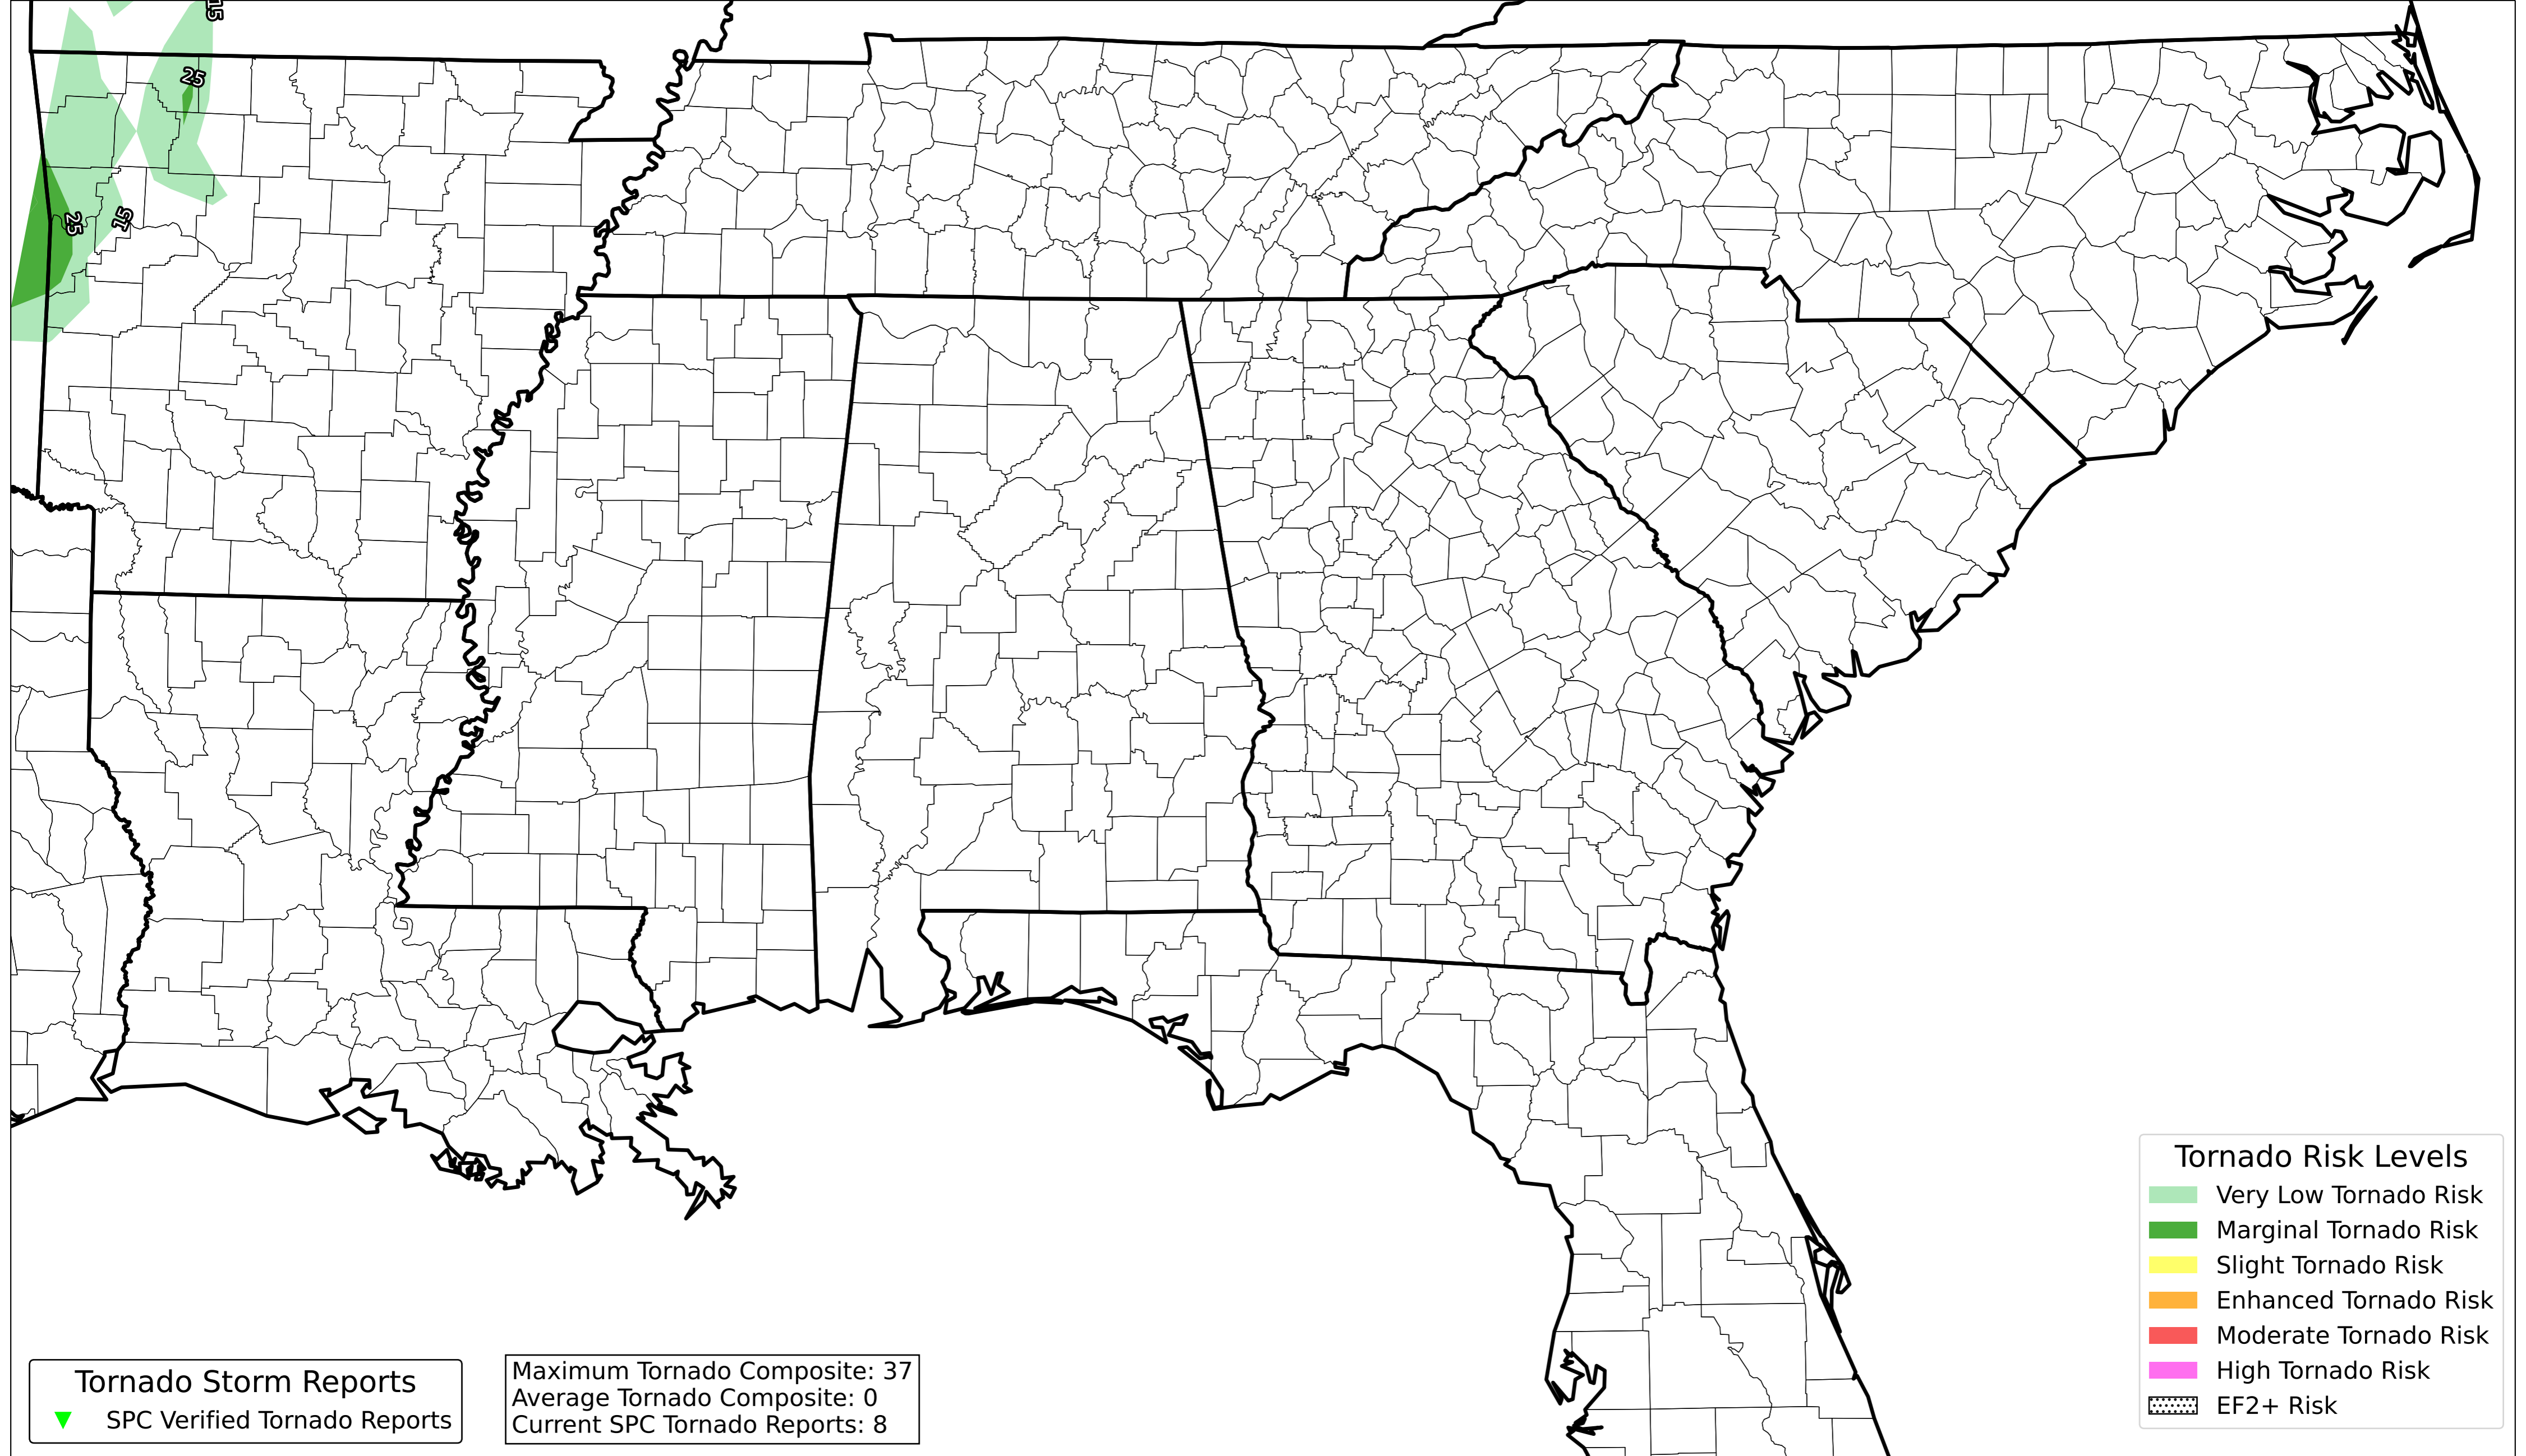 15
25
25
15
Tornado Risk Levels
Very Low Tornado Risk
Marginal Tornado Risk
Slight Tornado Risk
Enhanced Tornado Risk
Moderate Tornado Risk
High Tornado Risk
EF2+ Risk
Tornado Storm Reports
SPC Verified Tornado Reports
Maximum Tornado Composite: 37
Average Tornado Composite: 0
Current SPC Tornado Reports: 8